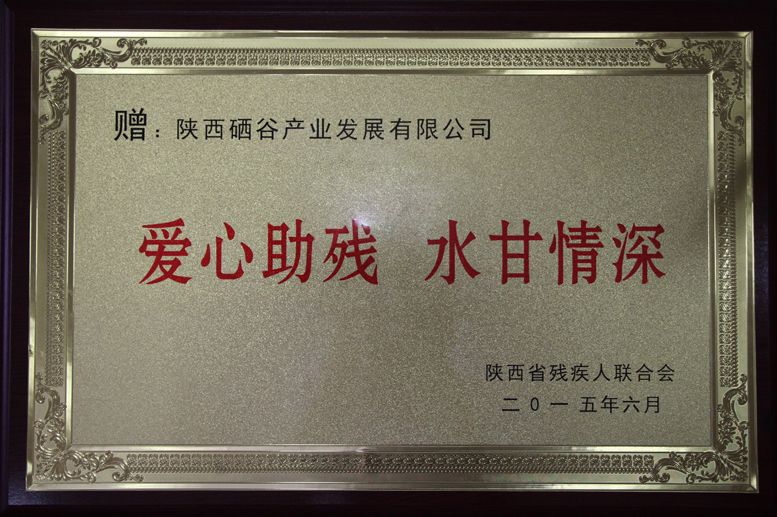 赠：陕西硒谷产业发展有限公司
爱心助残 水甘情深
陕西省残疾人联合会
二0一五年六月